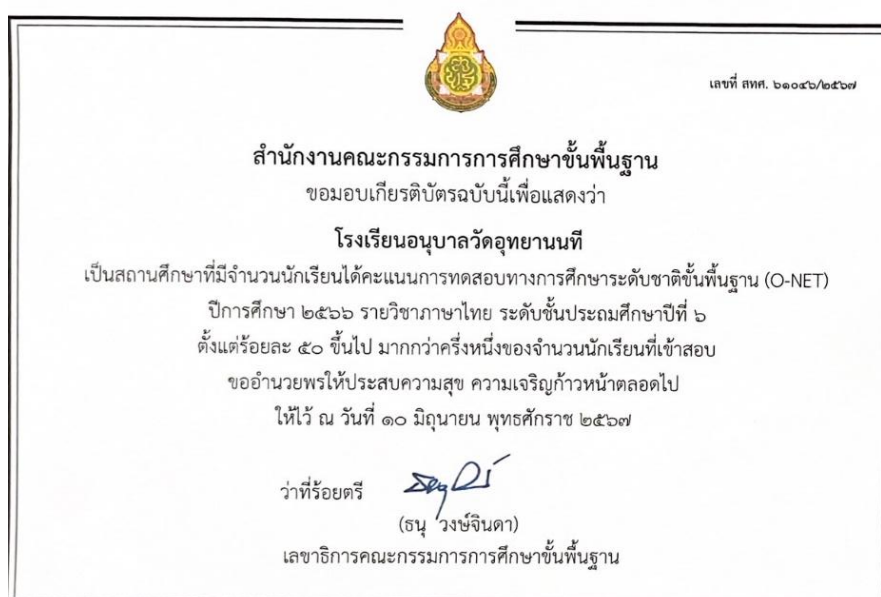 เลขที่ สทศ. ๖๑๐๔๖/๒๕๖๗
สำนักงานคณะกรรมการการศึกษาขั้นพื้นฐาน
ขอมอบเกียรติบัตรฉบับนี้เพื่อแสดงว่า
โรงเรียนอนุบาลวัดอุทยานนที
เป็นสถานศึกษาที่มีจำนวนนักเรียนได้คะแนนการทดสอบทางการศึกษาระดับชาติขั้นพื้นฐาน (O-NET)
ปีการศึกษา ๒๕๖๖ รายวิชาภาษาไทย ระดับชั้นประถมศึกษาปีที่ ๖
ตั้งแต่ร้อยละ ๕๐ ขึ้นไป มากกว่าครึ่งหนึ่งของจำนวนนักเรียนที่เข้าสอบ
ขออำนวยพรให้ประสบความสุข ความเจริญก้าวหน้าตลอดไป
ให้ไว้ ณ วันที่ ๑๐ มิถุนายน พุทธศักราช ๒๕๖๗
ว่าที่ร้อยตรี
(ธนุ วงษ์จินดา)
เลขาธิการคณะกรรมการการศึกษาขั้นพื้นฐาน